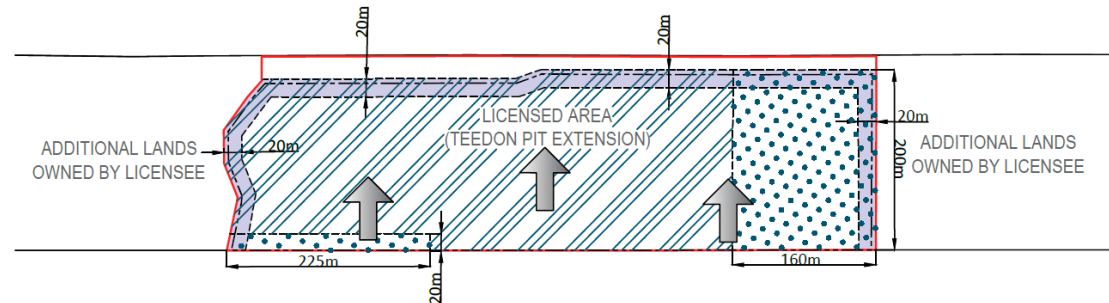 20m
20m
LICENSED AREA
(TEEDON PIT EXTENSION)
ADDITIONAL LANDS
OWNED BY LICENSEE
20m
20m
200m
ADDITIONAL LANDS
OWNED BY LICENSEE
225m
20m
160m